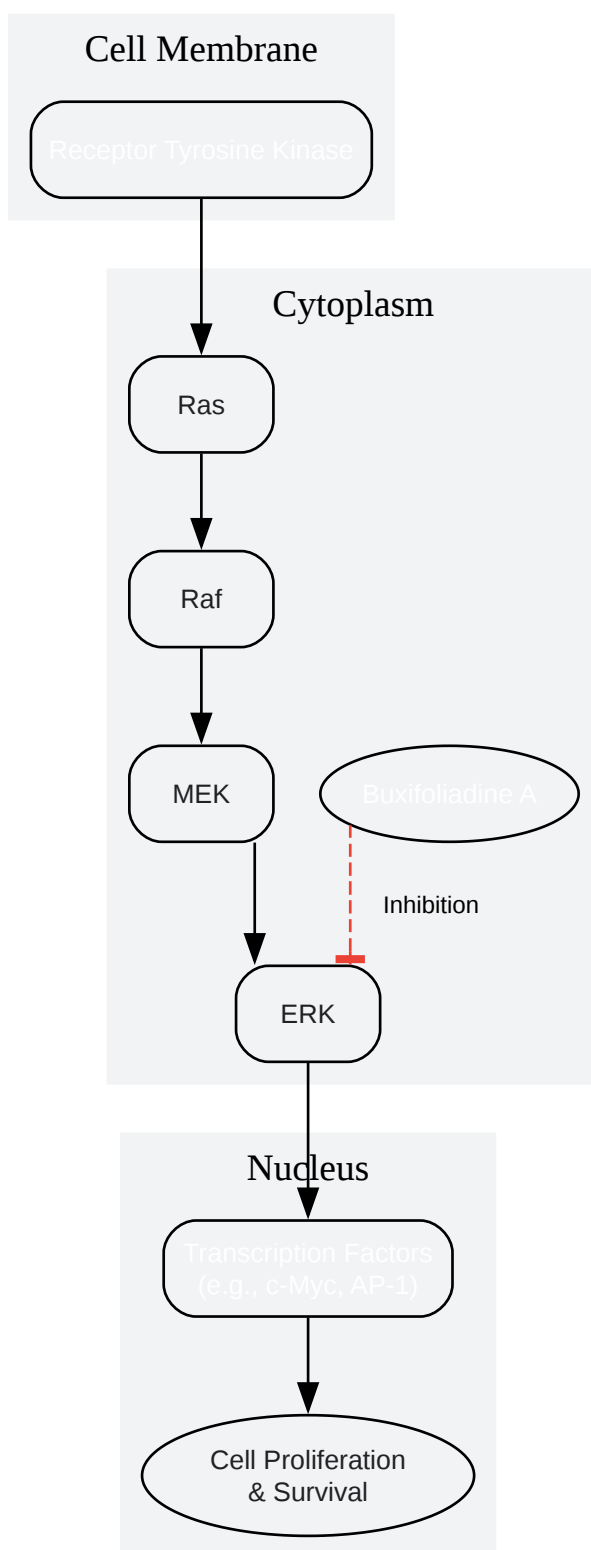 Cell Membrane
Receptor Tyrosine Kinase
Cytoplasm
Ras
Raf
MEK
Buxifoliadine A
Inhibition
ERK
Nucleus
Transcription Factors
(e.g., c-Myc, AP-1)
Cell Proliferation
& Survival